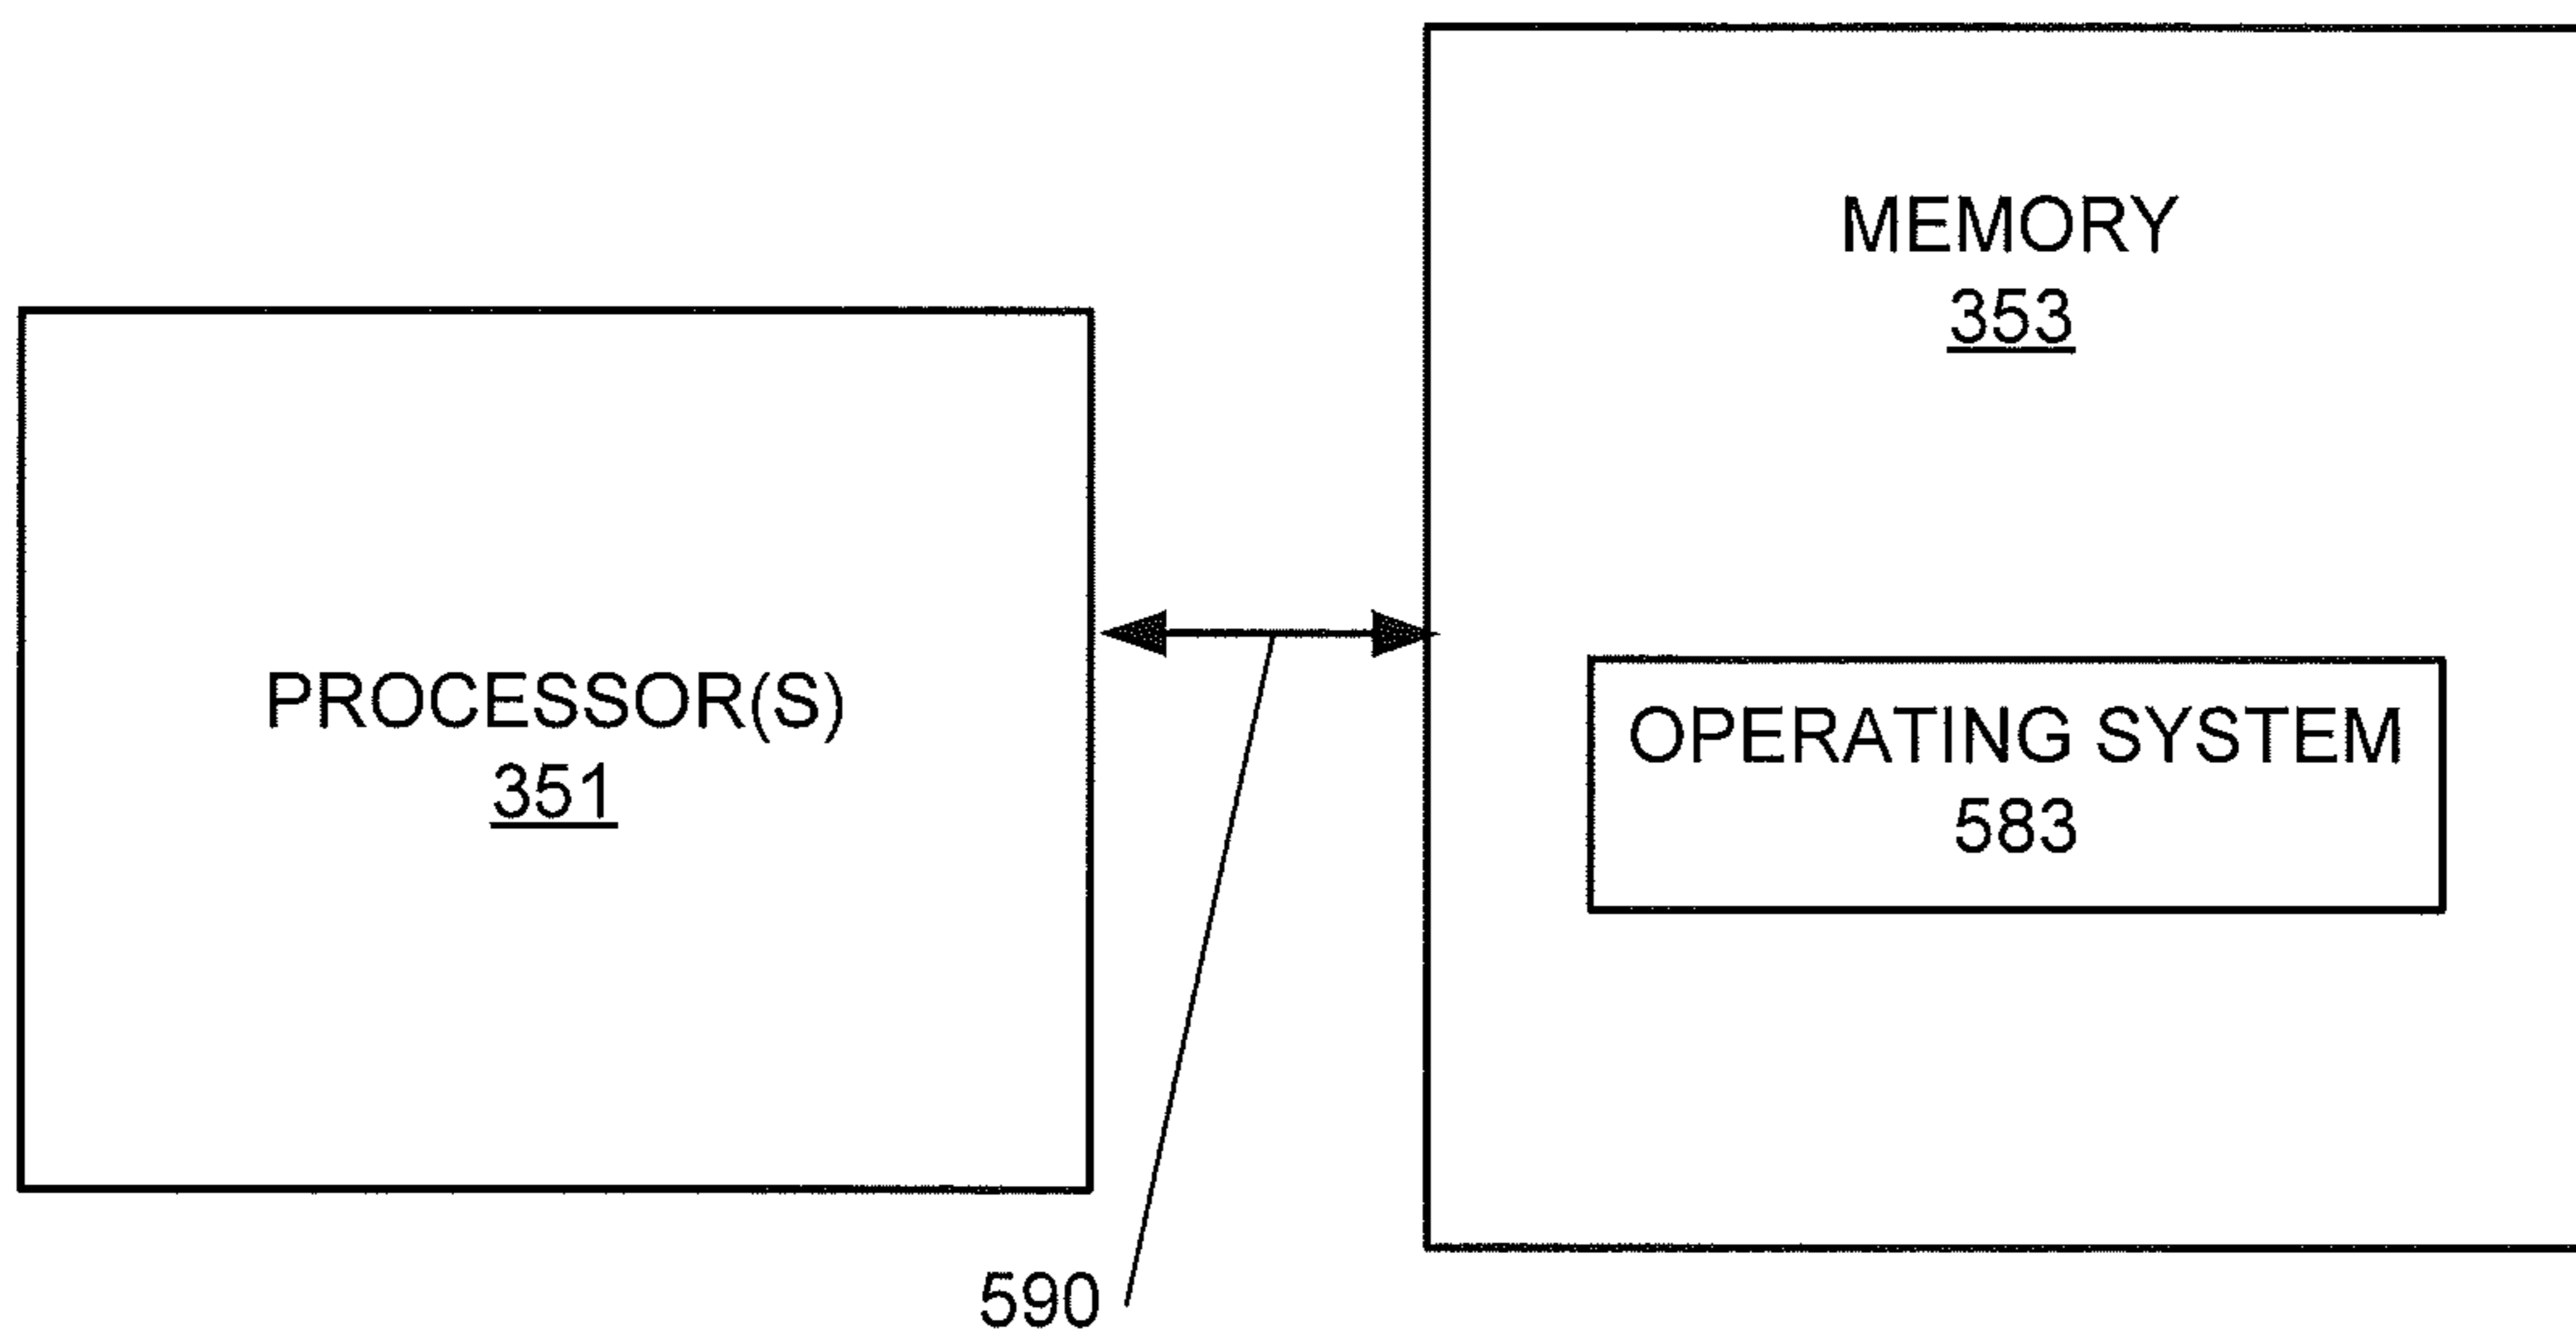 MEMORY
353
PROCESSOR(S)
351
OPERATING SYSTEM
583
590